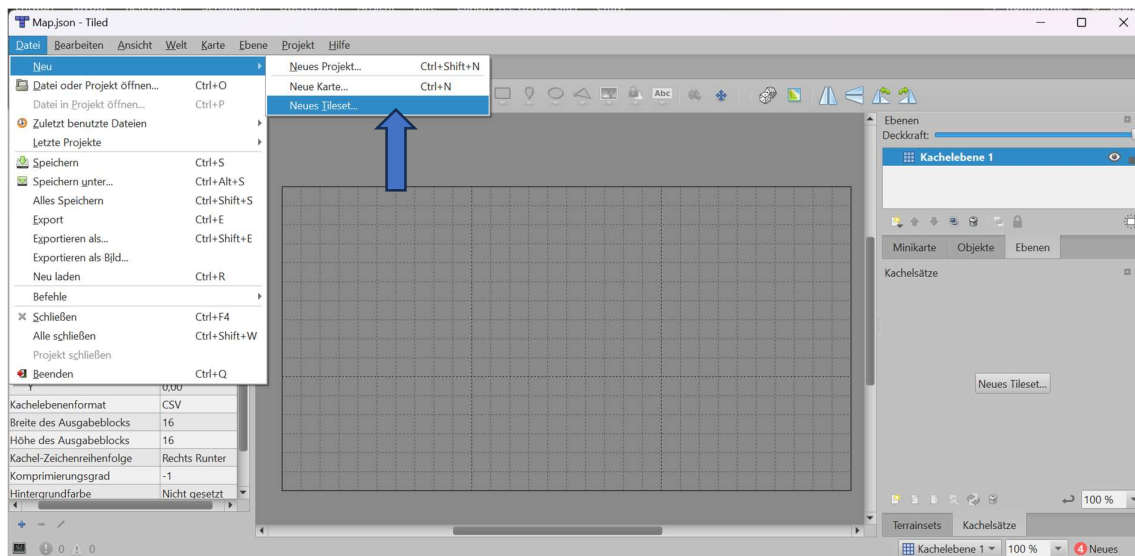 Map.json - Tiled
Datei Bearbeiten Ansicht Welt Karte Ebene Projekt Hilfe
Neu
Datei oder Projekt öffnen... Ctrl+O
Datei in Projekt öffnen... Ctrl+P
Zuletzt benutzte Dateien
Letzte Projekte
Speichern Ctrl+S
Speichern unter... Ctrl+Alt+S
Alles Speichern Ctrl+Shift+S
Export Ctrl+E
Exportieren als... Ctrl+Shift+E
Exportieren als Bild...
Neu laden Ctrl+R
Befehle
Schließen Ctrl+F4
Alle schließen Ctrl+Shift+W
Projekt schließen
Beenden Ctrl+Q
Neues Projekt... Ctrl+Shift+N
Neue Karte... Ctrl+N
Neues Tileset...
Abc
Y 0,00
Kachelebenenformat CSV
Breite des Ausgabeblocks 16
Höhe des Ausgabeblocks 16
Kachel-Zeichenreihenfolge Rechts Runter
Komprimierungsgrad -1
Hintergrundfarbe Nicht gesetzt
0 0
Ebenen
Deckkraft:
Kachelebene 1
Minikarte Objekte Ebenen
Kachelsätze
Neues Tileset...
100 %
Terrainsets Kachelsätze
Kachelebene 1 100 % 4 Neues